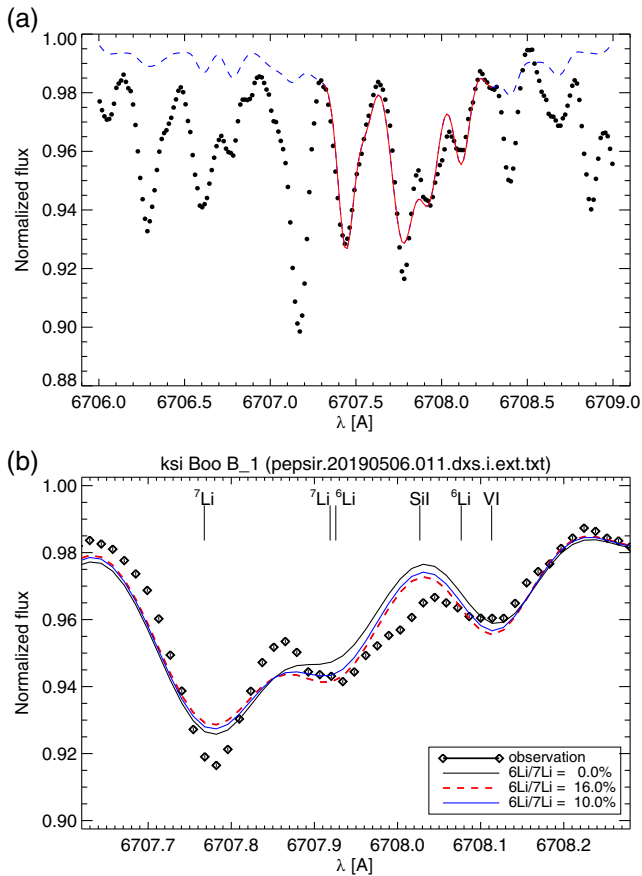 (a)
1.00
0.98
0.96
0.94
0.92
0.90
0.88
Normalized flux
6706.0
6706.5
6707.0
6707.5
6708.0
6708.5
6709.0
λ [A]
(b)
ksi Boo B_1 (pepsir.20190506.011.dxs.i.ext.txt)
1.00
0.98
0.96
0.94
0.92
0.90
Normalized flux
⁷Li
⁷Li
⁶Li
SiI
⁶Li
VI
observation
6Li/7Li = 0.0%
6Li/7Li = 16.0%
6Li/7Li = 10.0%
6707.7
6707.8
6707.9
6708.0
6708.1
6708.2
λ [A]